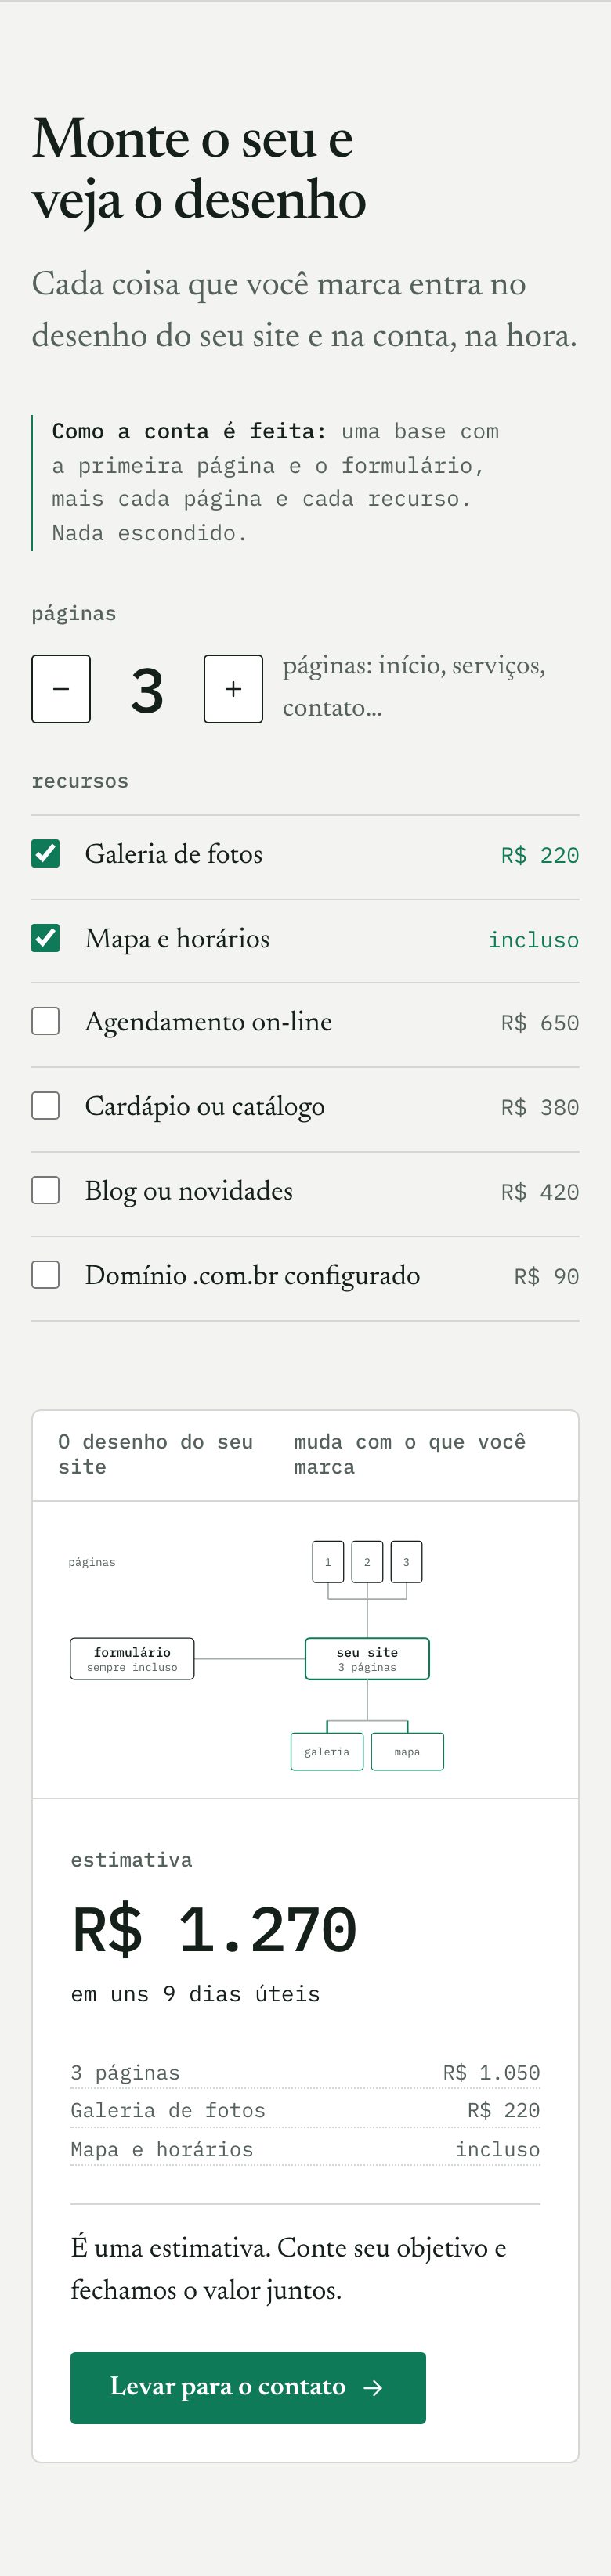 Monte o seu e
veja o desenho
Cada coisa que você marca entra no
desenho do seu site e na conta, na hora.
Como a conta é feita: uma base com
a primeira página e o formulário,
mais cada página e cada recurso.
Nada escondido.
páginas
− 3 + páginas: início, serviços,
contato…
recursos
Galeria de fotos R$ 220
Mapa e horários incluso
Agendamento on-line R$ 650
Cardápio ou catálogo R$ 380
Blog ou novidades R$ 420
Domínio .com.br configurado R$ 90
O desenho do seu
site
muda com o que você
marca
páginas 1 2 3
formulário
sempre incluso
seu site
3 páginas
galeria mapa
estimativa
R$ 1.270
em uns 9 dias úteis
3 páginas R$ 1.050
Galeria de fotos R$ 220
Mapa e horários incluso
É uma estimativa. Conte seu objetivo e
fechamos o valor juntos.
Levar para o contato →